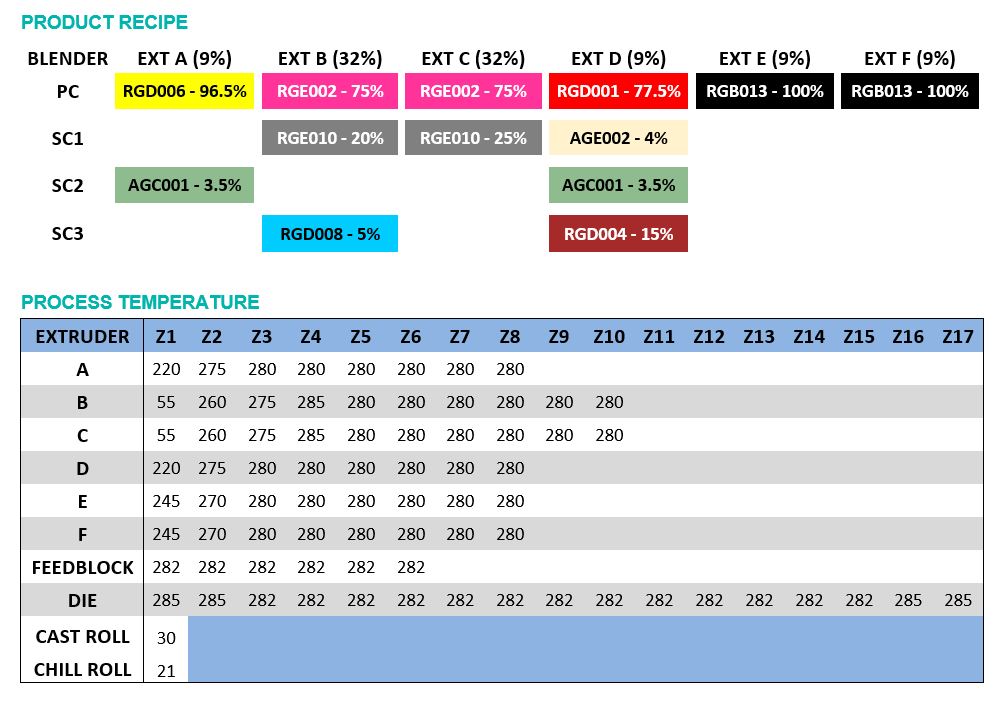 PRODUCT RECIPE
BLENDER EXT A (9%) EXT B (32%) EXT C (32%) EXT D (9%) EXT E (9%) EXT F (9%)
PC RGD006 - 96.5% RGE002 - 75% RGE002 - 75% RGD001 - 77.5% RGB013 - 100% RGB013 - 100%
SC1 RGE010 - 20% RGE010 - 25% AGE002 - 4%
SC2 AGC001 - 3.5% AGC001 - 3.5%
SC3 RGD008 - 5% RGD004 - 15%
PROCESS TEMPERATURE
EXTRUDER Z1 Z2 Z3 Z4 Z5 Z6 Z7 Z8 Z9 Z10 Z11 Z12 Z13 Z14 Z15 Z16 Z17
A 220 275 280 280 280 280 280 280
B 55 260 275 285 280 280 280 280 280 280
C 55 260 275 285 280 280 280 280 280 280
D 220 275 280 280 280 280 280 280
E 245 270 280 280 280 280 280 280
F 245 270 280 280 280 280 280 280
FEEDBLOCK 282 282 282 282 282 282
DIE 285 285 282 282 282 282 282 282 282 282 282 282 282 282 282 285 285
CAST ROLL 30
CHILL ROLL 21